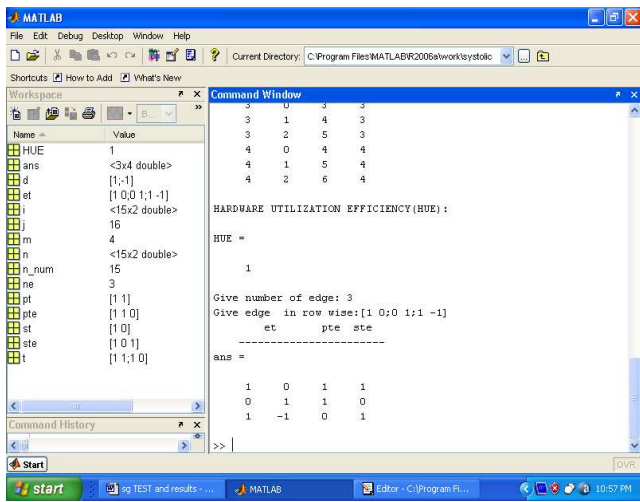 MATLAB
File Edit Debug Desktop Window Help
Current Directory: C:\Program Files\MATLAB\R2006a\work\systolic
Shortcuts How to Add What's New
Workspace
B...
Name Value
HUE 1
ans <3x4 double>
d [1;-1]
et [1 0;0 1;1 -1]
i <15x2 double>
j 16
m 4
n <15x2 double>
n_num 15
ne 3
pt [1 1]
pte [1 1 0]
st [1 0]
ste [1 0 1]
t [1 1;1 0]
Command History
Command Window
3 0 3 3
3 1 4 3
3 2 5 3
4 0 4 4
4 1 5 4
4 2 6 4
HARDWARE UTILIZATION EFFICIENCY(HUE):
HUE =
1
Give number of edge: 3
Give edge in row wise:[1 0;0 1;1 -1]
et pte ste
-----------------------
ans =
1 0 1 1
0 1 1 0
1 -1 0 1
>>
Start
OVR
start
sg TEST and results - ...
MATLAB
Editor - C:\Program Fi...
10:57 PM